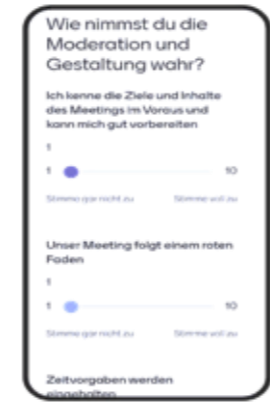 Wie nimmst du die
Moderation und
Gestaltung wahr?
Ich kenne die Ziele und Inhalte
des Meetings im Voraus und
kann mich gut vorbereiten
1
1 10
Stimme gar nicht zu Stimme voll zu
Unser Meeting folgt einem roten
Faden
1
1 10
Stimme gar nicht zu Stimme voll zu
Zeitvorgaben werden
eingehalten